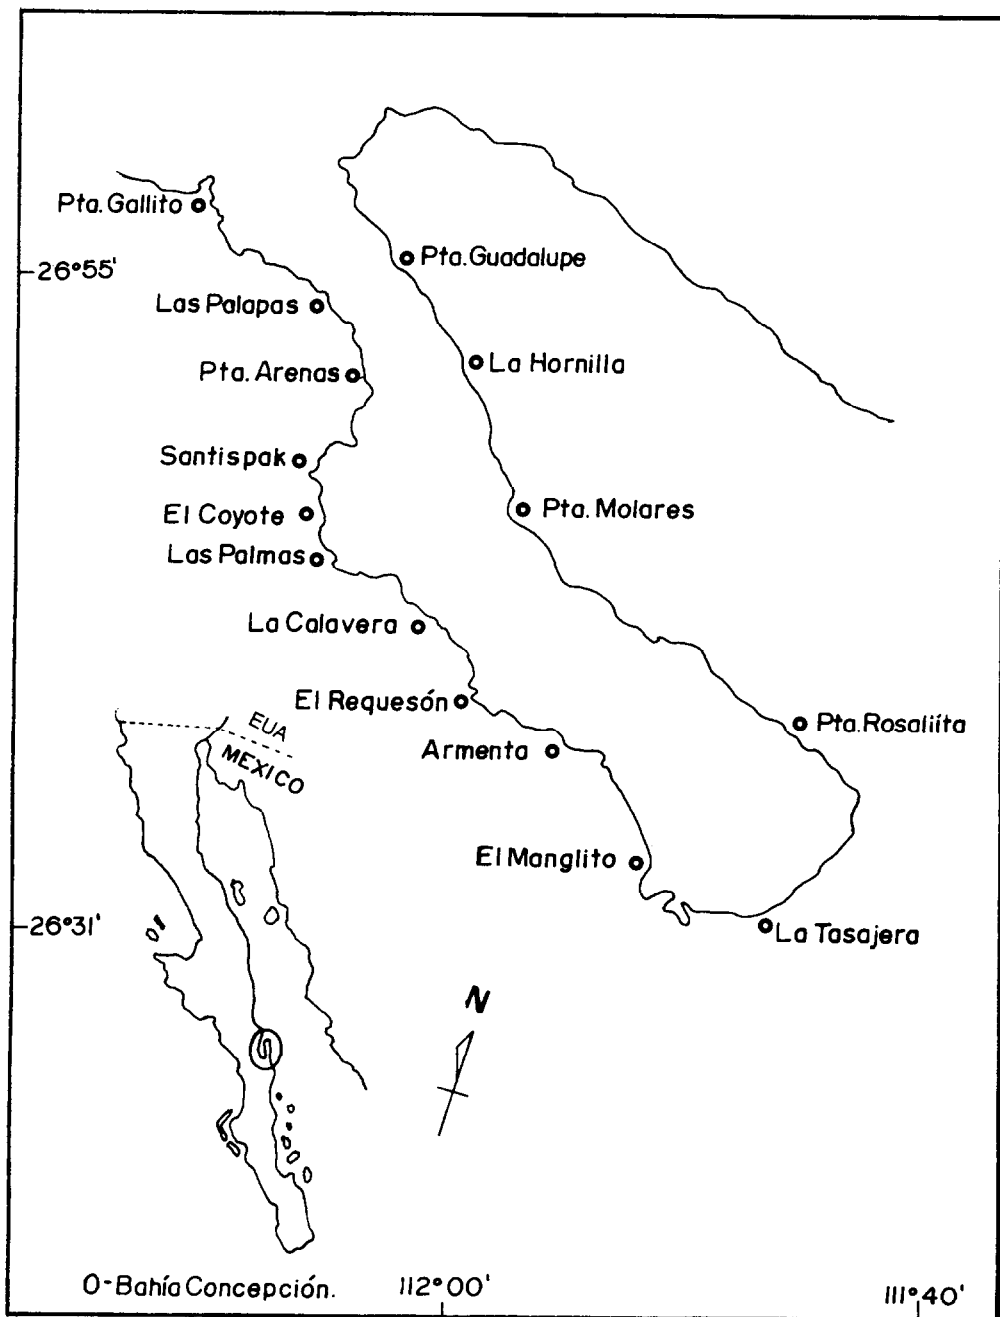 Pta. Gallito
Pta. Guadalupe
26°55'
Las Palapas
La Hornilla
Pta. Arenas
Santispak
El Coyote
Pta. Molares
Las Palmas
La Calavera
El Requesón
EUA
Pta. Rosaliíta
MEXICO
Armenta
El Manglito
26°31'
La Tasajera
N
O-Bahía Concepción.
112°00'
111°40'